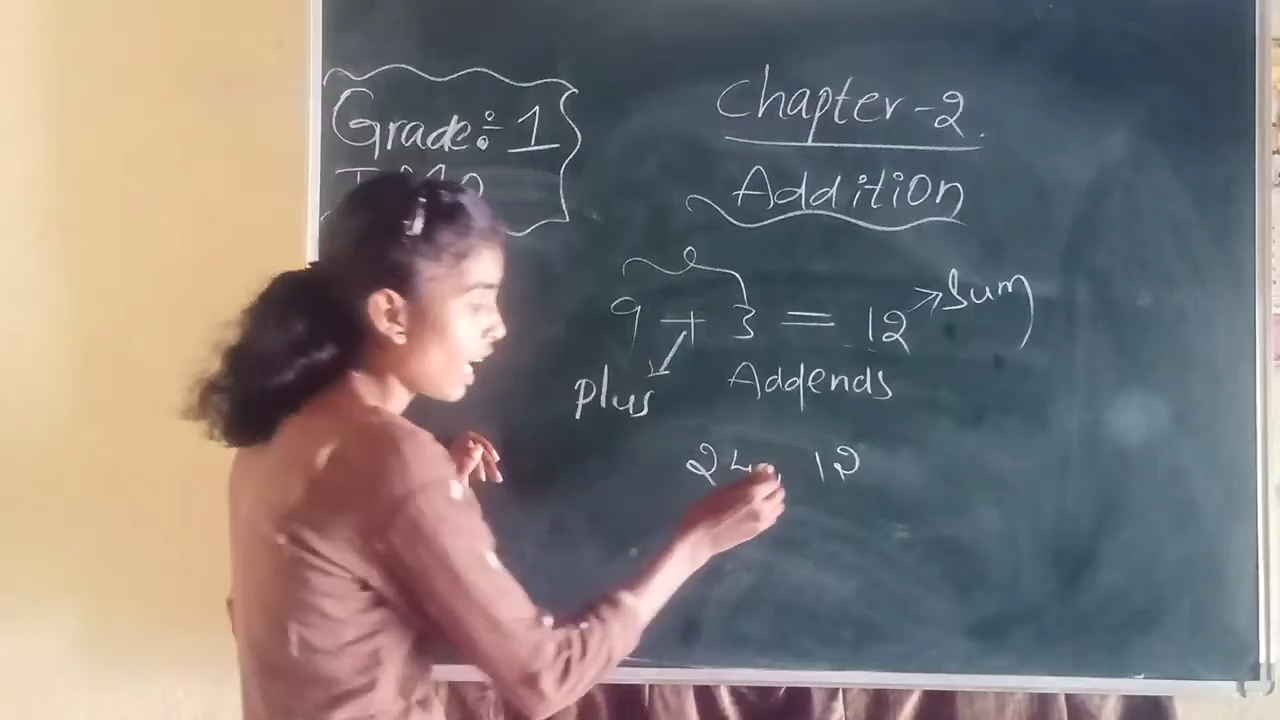 Grade:- 1
Chapter-2
Addition
9 + 3 = 12 → Sum
plus
Addends
24, 12